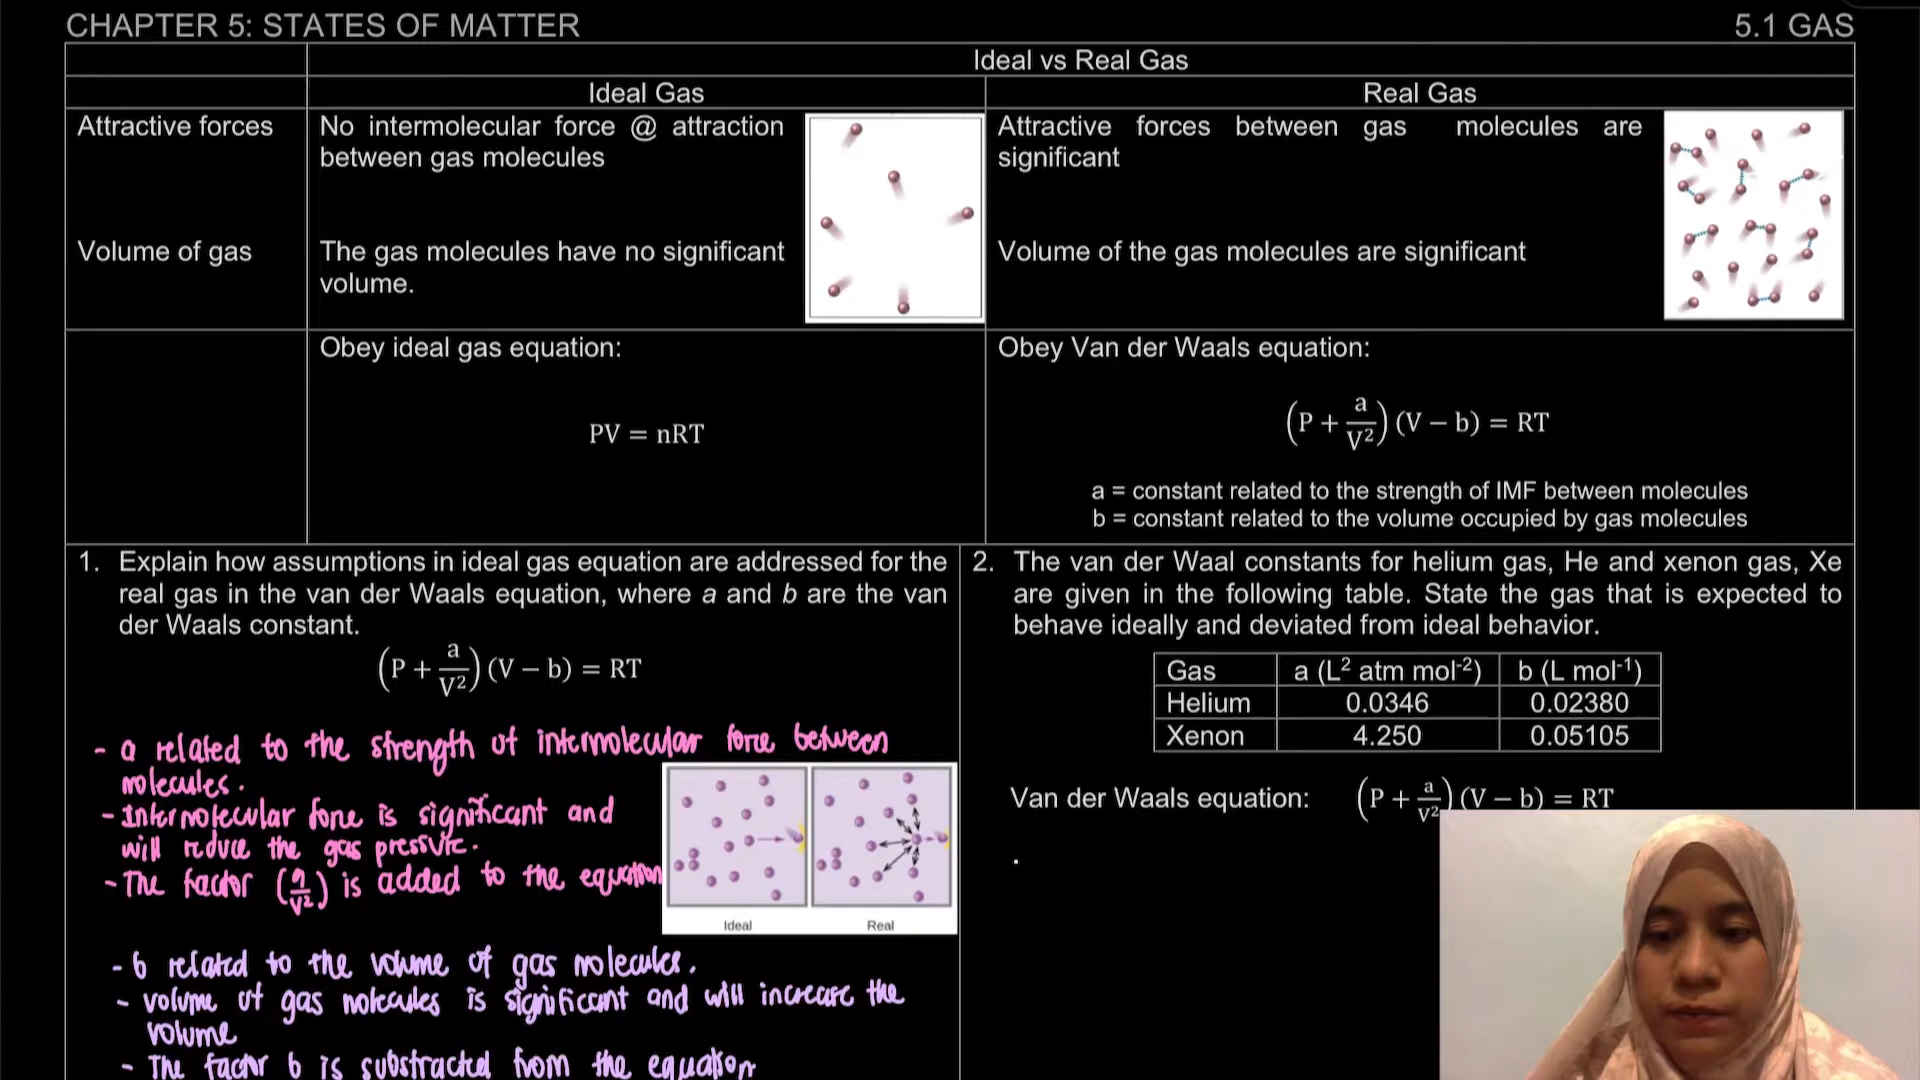 CHAPTER 5: STATES OF MATTER
5.1 GAS
Ideal vs Real Gas
Ideal Gas
Real Gas
Attractive forces
No intermolecular force @ attraction
between gas molecules
Attractive forces between gas molecules are
significant
Volume of gas
The gas molecules have no significant
volume.
Volume of the gas molecules are significant
Obey ideal gas equation:
PV = nRT
Obey Van der Waals equation:
(P + a/V²) (V − b) = RT
a = constant related to the strength of IMF between molecules
b = constant related to the volume occupied by gas molecules
1. Explain how assumptions in ideal gas equation are addressed for the
real gas in the van der Waals equation, where a and b are the van
der Waals constant.
(P + a/V²) (V − b) = RT
- a related to the strength of intermolecular force between
molecules.
- Intermolecular force is significant and
will reduce the gas pressure.
- The factor (a/V²) is added to the equation
Ideal
Real
- b related to the volume of gas molecules.
- volume of gas molecules is significant and will increase the
volume
- The factor b is substracted from the equation
2. The van der Waal constants for helium gas, He and xenon gas, Xe
are given in the following table. State the gas that is expected to
behave ideally and deviated from ideal behavior.
Gas a (L² atm mol⁻²) b (L mol⁻¹)
Helium 0.0346 0.02380
Xenon 4.250 0.05105
Van der Waals equation: (P + a/V²) (V − b) = RT